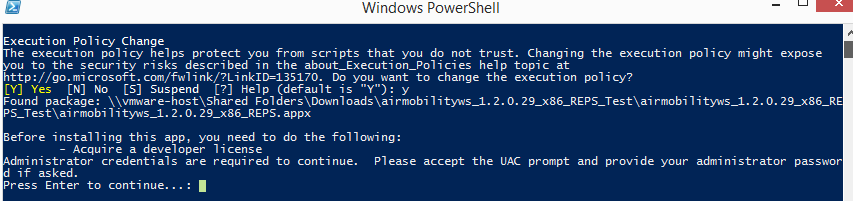 Windows PowerShell
Execution Policy Change
The execution policy helps protect you from scripts that you do not trust. Changing the execution policy might expose
you to the security risks described in the about_Execution_Policies help topic at
http://go.microsoft.com/fwlink/?LinkID=135170. Do you want to change the execution policy?
[Y] Yes  [N] No  [S] Suspend  [?] Help (default is "Y"): y
Found package: \\vmware-host\Shared Folders\Downloads\airmobilityws_1.2.0.29_x86_REPS_Test\airmobilityws_1.2.0.29_x86_RE
PS_Test\airmobilityws_1.2.0.29_x86_REPS.appx
Before installing this app, you need to do the following:
- Acquire a developer license
Administrator credentials are required to continue.  Please accept the UAC prompt and provide your administrator passwor
d if asked.
Press Enter to continue...: